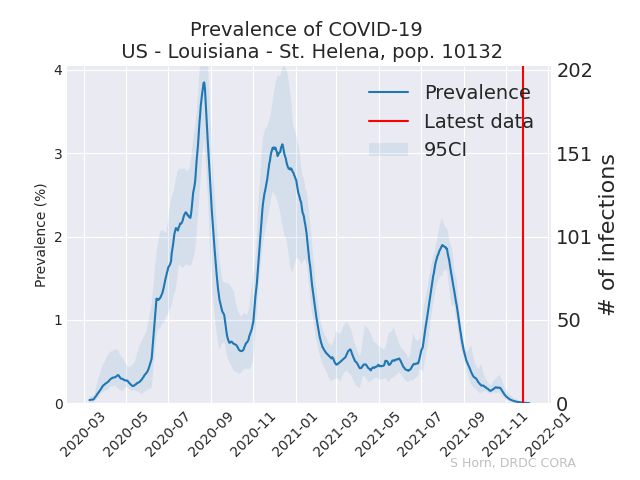 Prevalence of COVID-19
US - Louisiana - St. Helena, pop. 10132
Prevalence
Latest data
95CI
4
3
2
1
0
Prevalence (%)
202
151
101
50
0
# of infections
2020-03
2020-05
2020-07
2020-09
2020-11
2021-01
2021-03
2021-05
2021-07
2021-09
2021-11
2022-01
S Horn, DRDC CORA